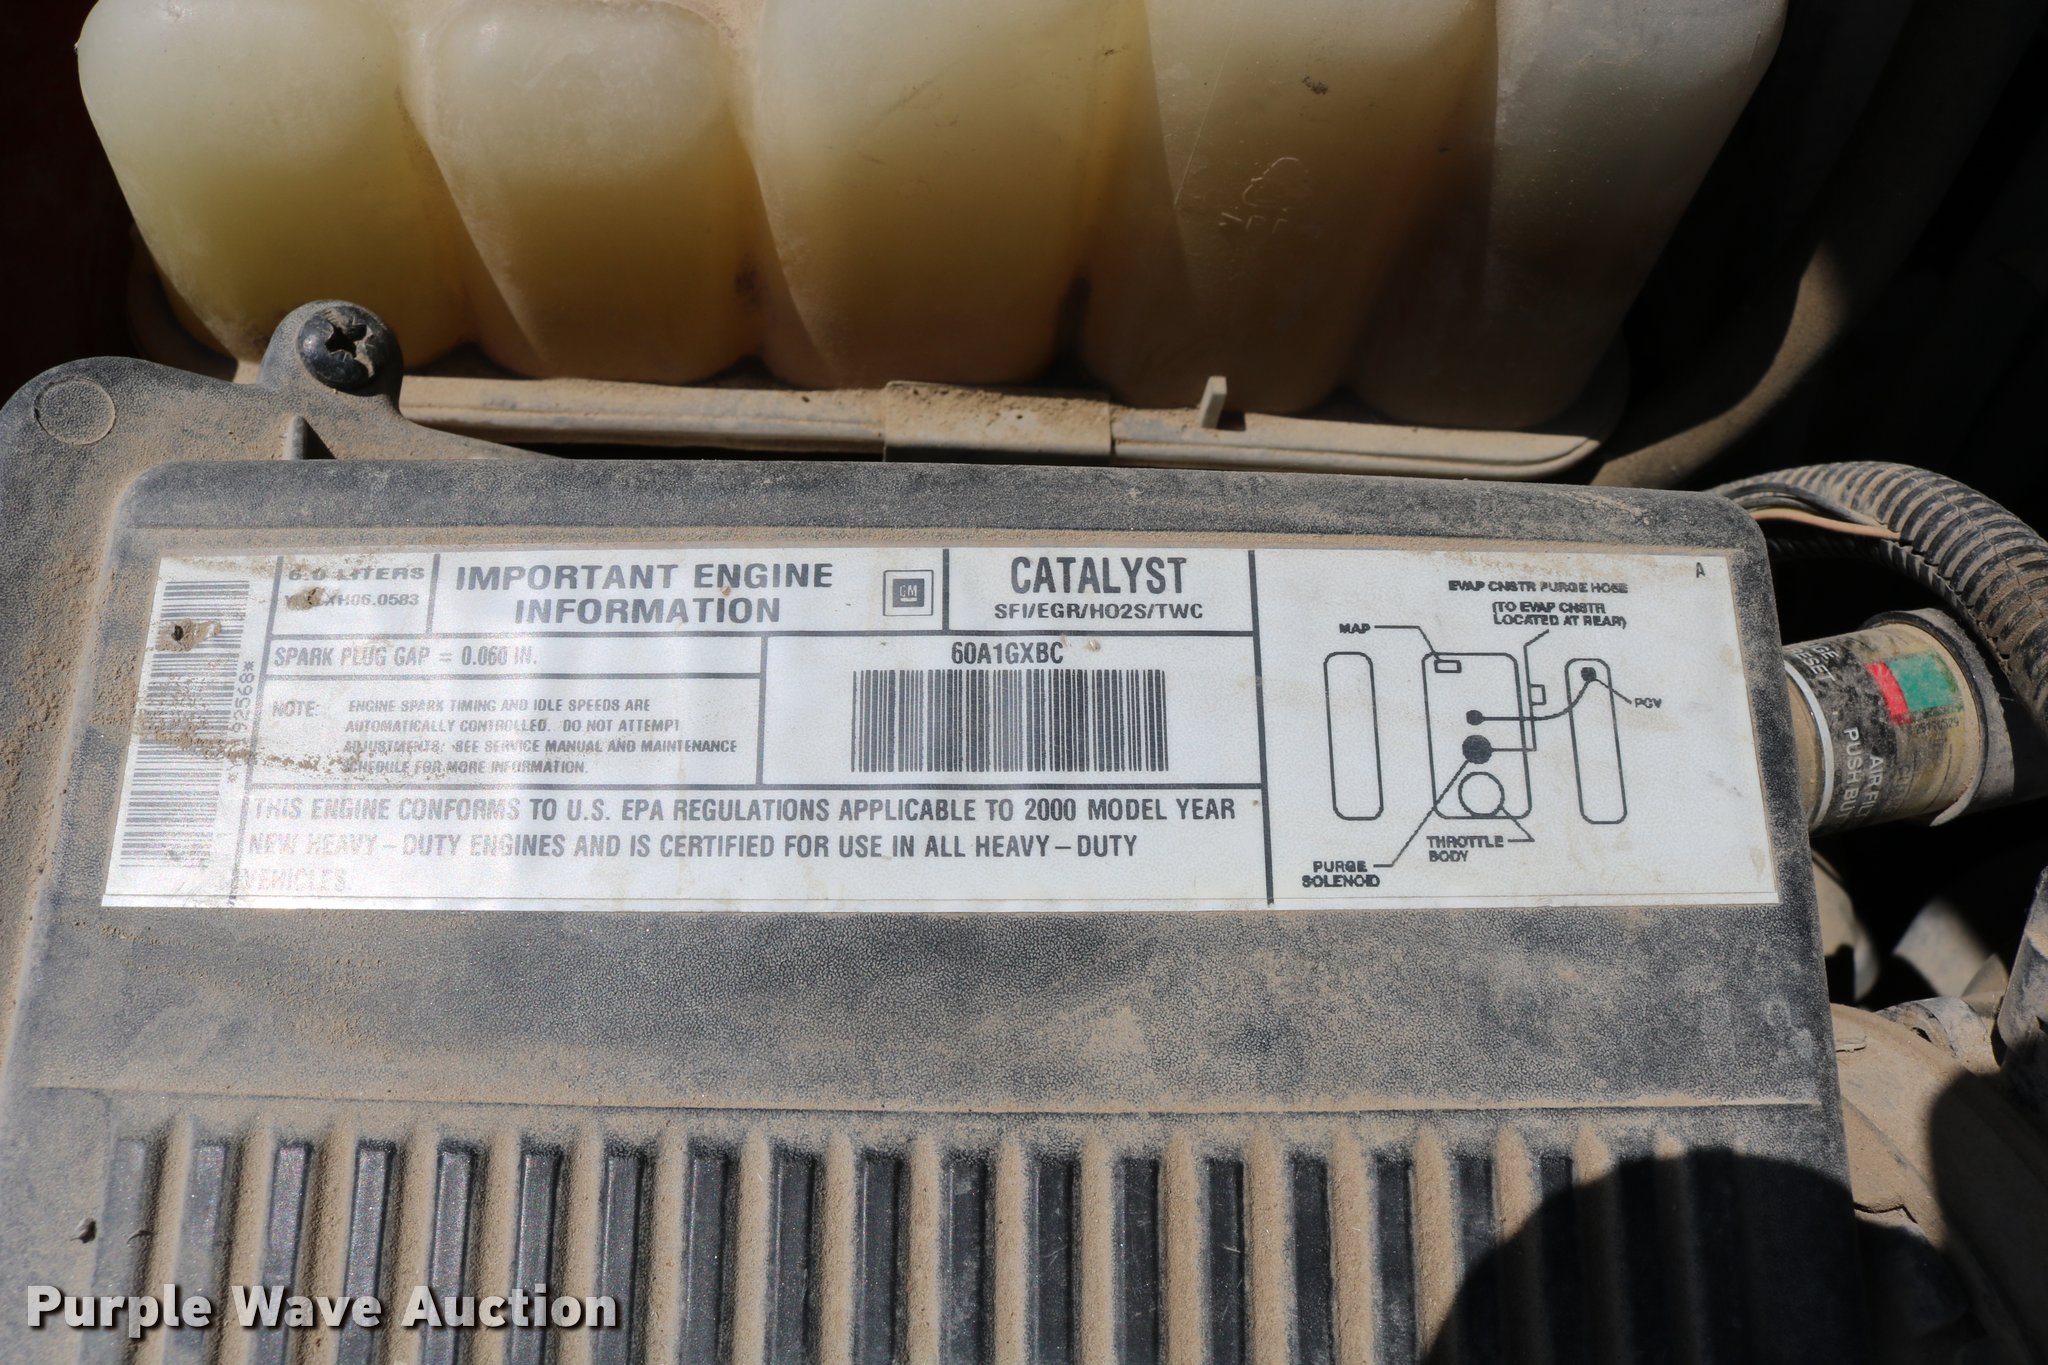 6.0 LITERS
IMPORTANT ENGINE
INFORMATION
GM
CATALYST
SFI/EGR/HO2S/TWC
SPARK PLUG GAP = 0.060 IN.
60A1GXBC
NOTE: ENGINE SPARK TIMING AND IDLE SPEEDS ARE
AUTOMATICALLY CONTROLLED. DO NOT ATTEMPT
ADJUSTMENTS: SEE SERVICE MANUAL AND MAINTENANCE
SCHEDULE FOR MORE INFORMATION.
THIS ENGINE CONFORMS TO U.S. EPA REGULATIONS APPLICABLE TO 2000 MODEL YEAR
NEW HEAVY-DUTY ENGINES AND IS CERTIFIED FOR USE IN ALL HEAVY-DUTY
VEHICLES.
A
EVAP CNSTR PURGE HOSE
(TO EVAP CNSTR
LOCATED AT REAR)
MAP
PCV
THROTTLE
BODY
PURGE
SOLENOID
AIR
PUSH
Purple Wave Auction